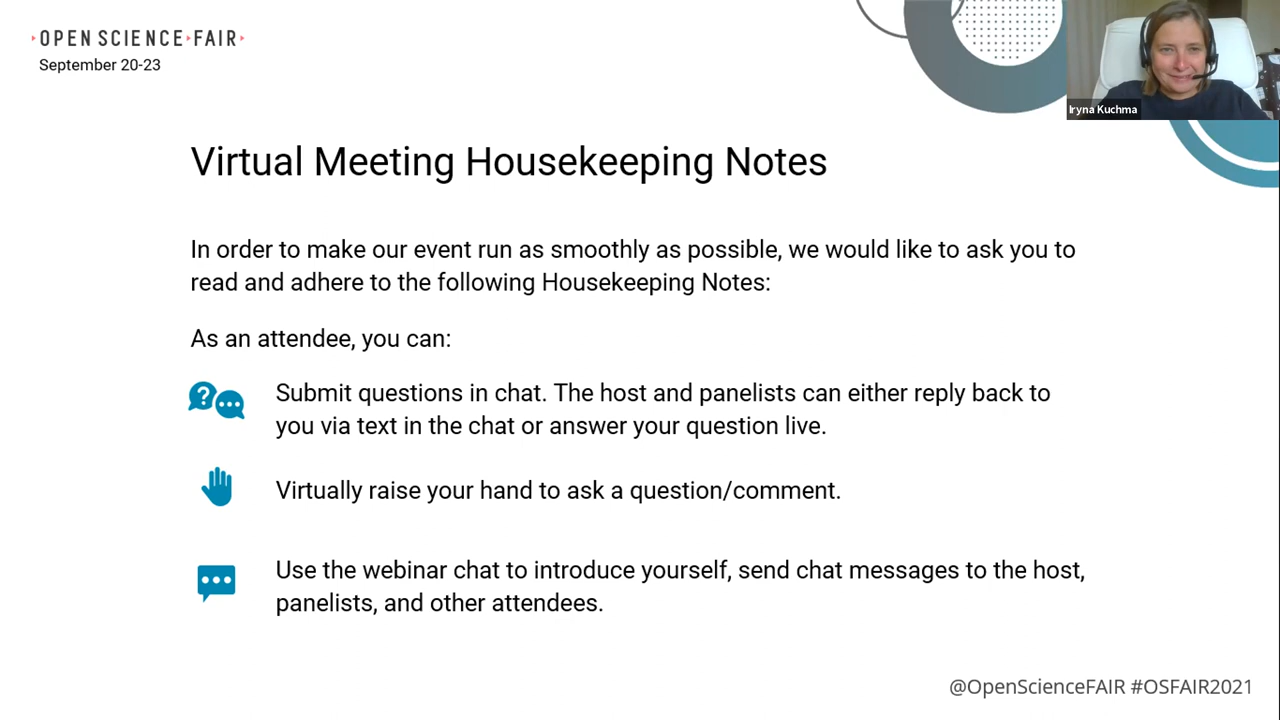 OPEN SCIENCE FAIR
September 20-23
Iryna Kuchma
Virtual Meeting Housekeeping Notes
In order to make our event run as smoothly as possible, we would like to ask you to
read and adhere to the following Housekeeping Notes:
As an attendee, you can:
Submit questions in chat. The host and panelists can either reply back to
you via text in the chat or answer your question live.
Virtually raise your hand to ask a question/comment.
Use the webinar chat to introduce yourself, send chat messages to the host,
panelists, and other attendees.
@OpenScienceFAIR #OSFAIR2021